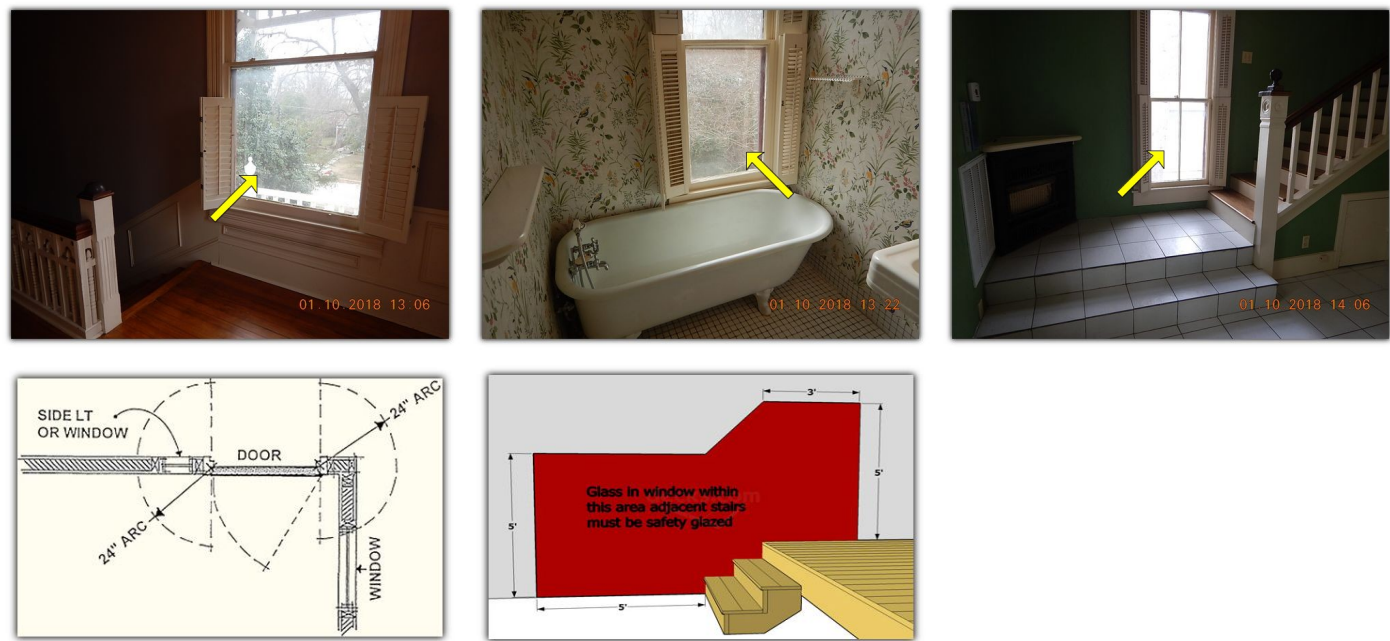 01.10.2018 13 06
01.10.2018 13 22
01.10.2018 14 06
SIDE LT
OR WINDOW
DOOR
24" ARC
24" ARC
WINDOW
3'
5'
Glass in window within
this area adjacent stairs
must be safety glazed
5'
5'